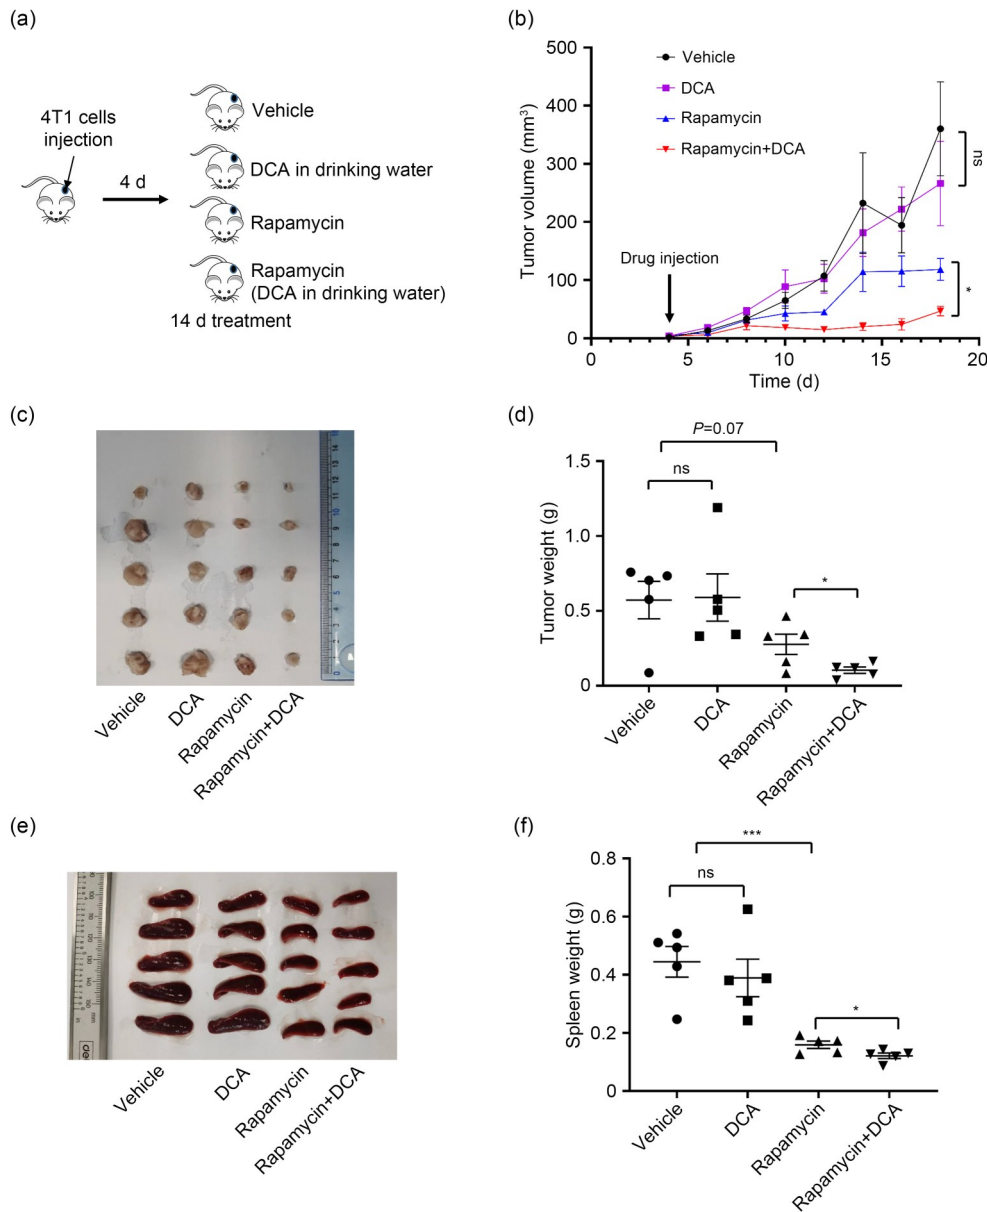 (a)
4T1 cells
injection
4 d
Vehicle
DCA in drinking water
Rapamycin
Rapamycin
(DCA in drinking water)
14 d treatment
(b)
500
400
300
200
100
0
Tumor volume (mm³)
Vehicle
DCA
Rapamycin
Rapamycin+DCA
Drug injection
ns
*
0 5 10 15 20
Time (d)
(c)
Vehicle
DCA
Rapamycin
Rapamycin+DCA
(d)
P=0.07
ns
*
1.5
1.0
0.5
0
Tumor weight (g)
Vehicle
DCA
Rapamycin
Rapamycin+DCA
(e)
Vehicle
DCA
Rapamycin
Rapamycin+DCA
(f)
***
ns
*
0.8
0.6
0.4
0.2
0
Spleen weight (g)
Vehicle
DCA
Rapamycin
Rapamycin+DCA